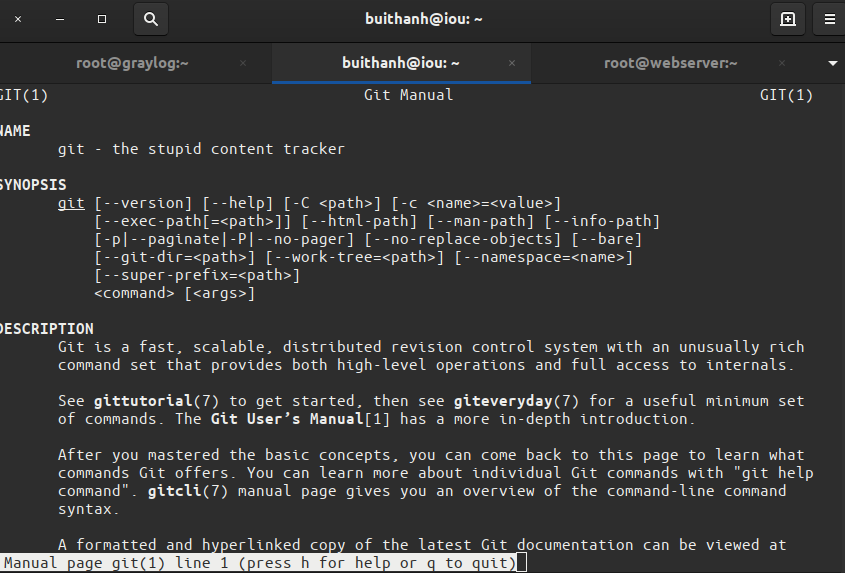 buithanh@iou: ~
root@graylog:~ buithanh@iou: ~ root@webserver:~
GIT(1) Git Manual GIT(1)
NAME
git - the stupid content tracker
SYNOPSIS
git [--version] [--help] [-C <path>] [-c <name>=<value>]
[--exec-path[=<path>]] [--html-path] [--man-path] [--info-path]
[-p|--paginate|-P|--no-pager] [--no-replace-objects] [--bare]
[--git-dir=<path>] [--work-tree=<path>] [--namespace=<name>]
[--super-prefix=<path>]
<command> [<args>]
DESCRIPTION
Git is a fast, scalable, distributed revision control system with an unusually rich
command set that provides both high-level operations and full access to internals.
See gittutorial(7) to get started, then see giteveryday(7) for a useful minimum set
of commands. The Git User’s Manual[1] has a more in-depth introduction.
After you mastered the basic concepts, you can come back to this page to learn what
commands Git offers. You can learn more about individual Git commands with "git help
command". gitcli(7) manual page gives you an overview of the command-line command
syntax.
A formatted and hyperlinked copy of the latest Git documentation can be viewed at
Manual page git(1) line 1 (press h for help or q to quit)